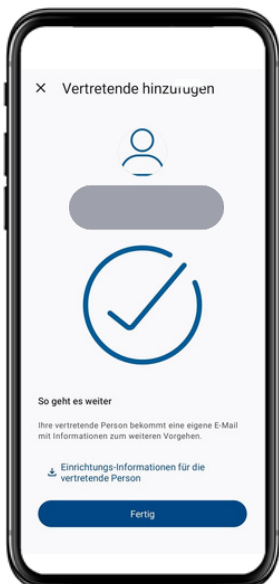 Vertretende hinzufügen
So geht es weiter
Ihre vertretende Person bekommt eine eigene E-Mail
mit Informationen zum weiteren Vorgehen.
Einrichtungs-Informationen für die
vertretende Person
Fertig